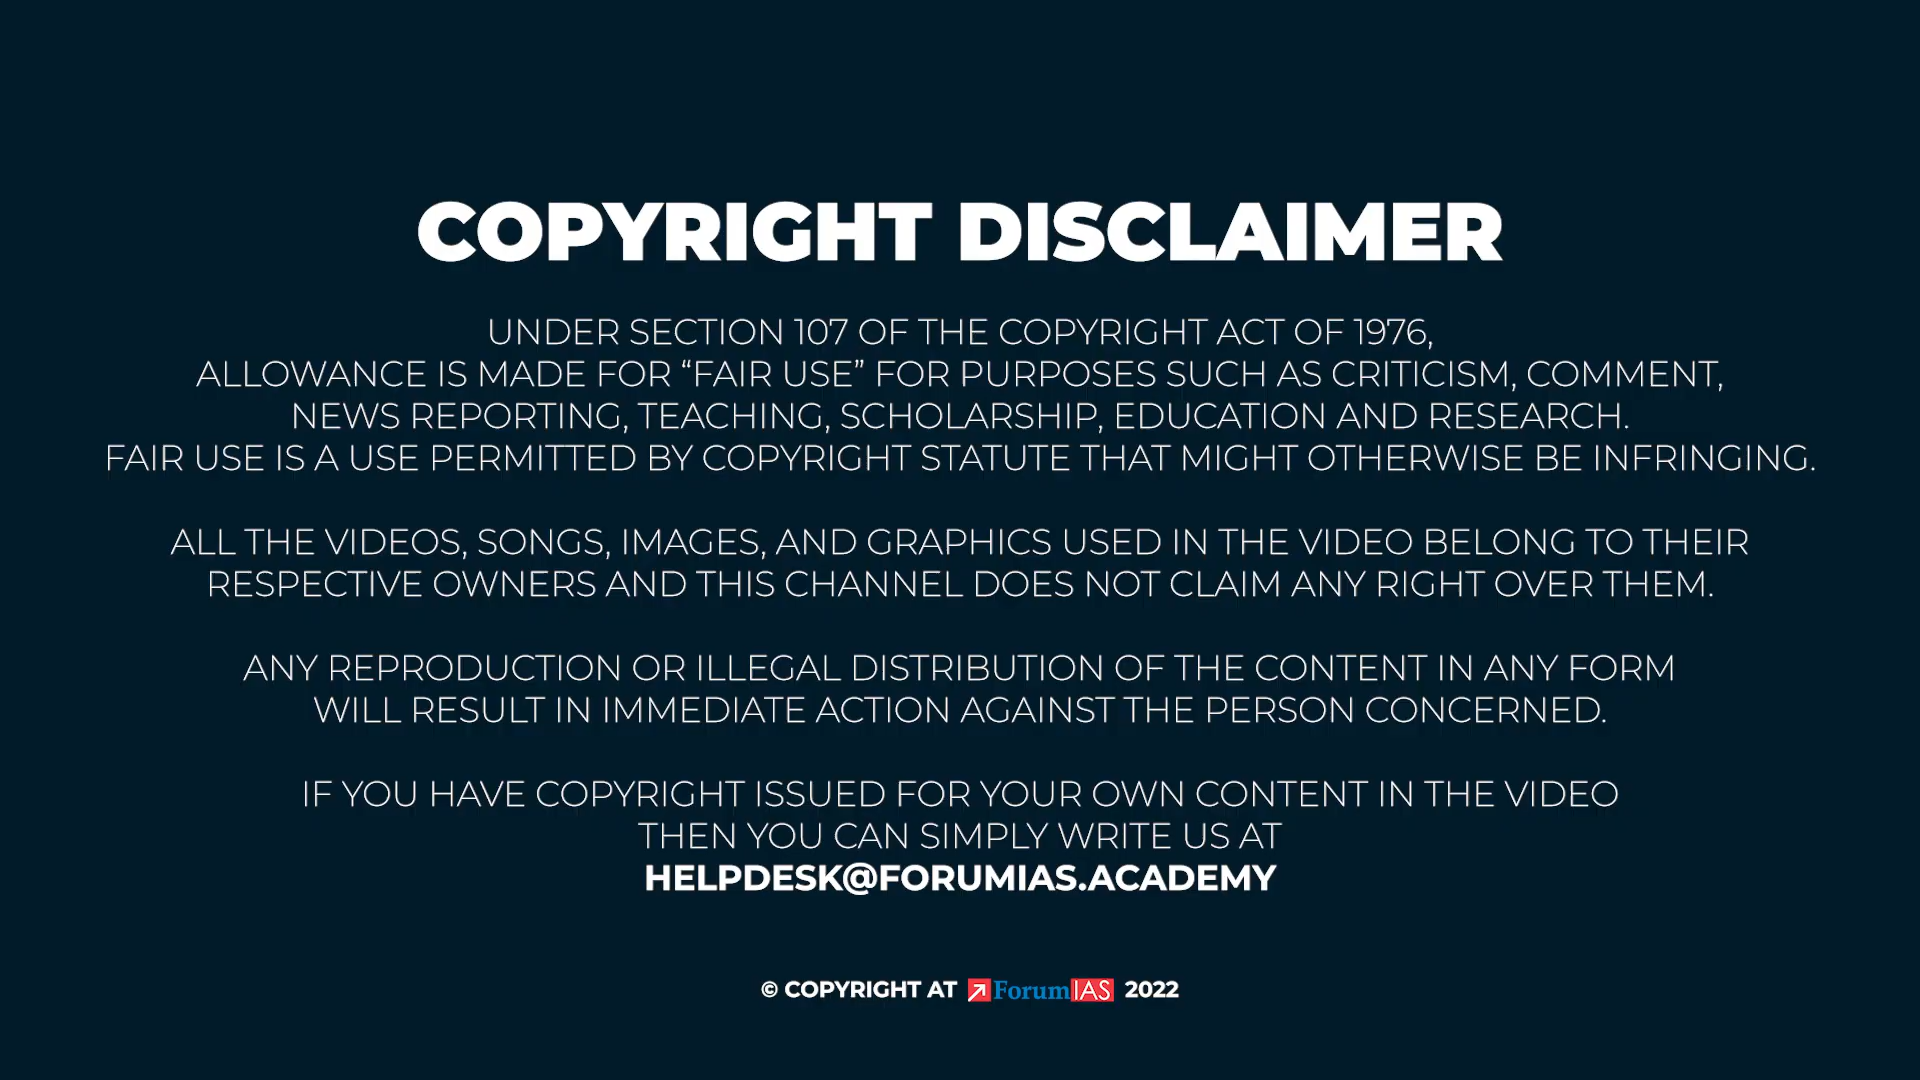 COPYRIGHT DISCLAIMER
UNDER SECTION 107 OF THE COPYRIGHT ACT OF 1976,
ALLOWANCE IS MADE FOR “FAIR USE” FOR PURPOSES SUCH AS CRITICISM, COMMENT,
NEWS REPORTING, TEACHING, SCHOLARSHIP, EDUCATION AND RESEARCH.
FAIR USE IS A USE PERMITTED BY COPYRIGHT STATUTE THAT MIGHT OTHERWISE BE INFRINGING.
ALL THE VIDEOS, SONGS, IMAGES, AND GRAPHICS USED IN THE VIDEO BELONG TO THEIR
RESPECTIVE OWNERS AND THIS CHANNEL DOES NOT CLAIM ANY RIGHT OVER THEM.
ANY REPRODUCTION OR ILLEGAL DISTRIBUTION OF THE CONTENT IN ANY FORM
WILL RESULT IN IMMEDIATE ACTION AGAINST THE PERSON CONCERNED.
IF YOU HAVE COPYRIGHT ISSUED FOR YOUR OWN CONTENT IN THE VIDEO
THEN YOU CAN SIMPLY WRITE US AT
HELPDESK@FORUMIAS.ACADEMY
© COPYRIGHT AT ForumIAS 2022